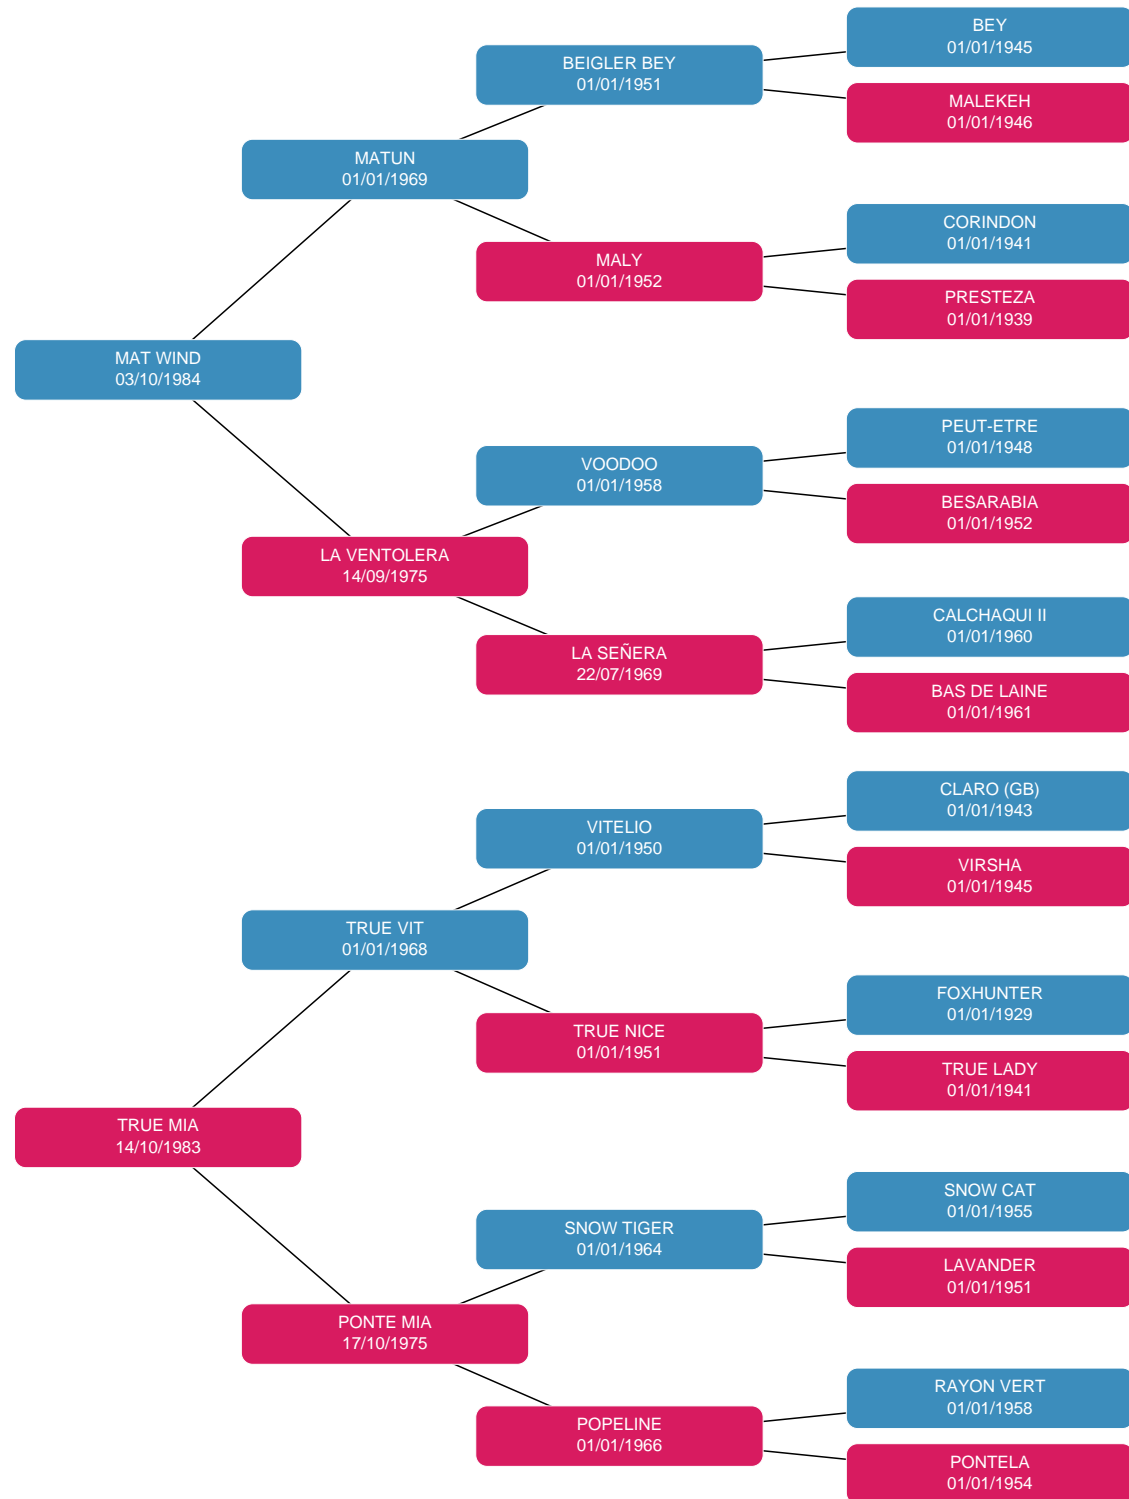 BEY
01/01/1945
BEIGLER BEY
01/01/1951
MALEKEH
01/01/1946
MATUN
01/01/1969
CORINDON
01/01/1941
MALY
01/01/1952
PRESTEZA
01/01/1939
MAT WIND
03/10/1984
PEUT-ETRE
01/01/1948
VOODOO
01/01/1958
BESARABIA
01/01/1952
LA VENTOLERA
14/09/1975
CALCHAQUI II
01/01/1960
LA SEÑERA
22/07/1969
BAS DE LAINE
01/01/1961
CLARO (GB)
01/01/1943
VITELIO
01/01/1950
VIRSHA
01/01/1945
TRUE VIT
01/01/1968
FOXHUNTER
01/01/1929
TRUE NICE
01/01/1951
TRUE LADY
01/01/1941
TRUE MIA
14/10/1983
SNOW CAT
01/01/1955
SNOW TIGER
01/01/1964
LAVANDER
01/01/1951
PONTE MIA
17/10/1975
RAYON VERT
01/01/1958
POPELINE
01/01/1966
PONTELA
01/01/1954